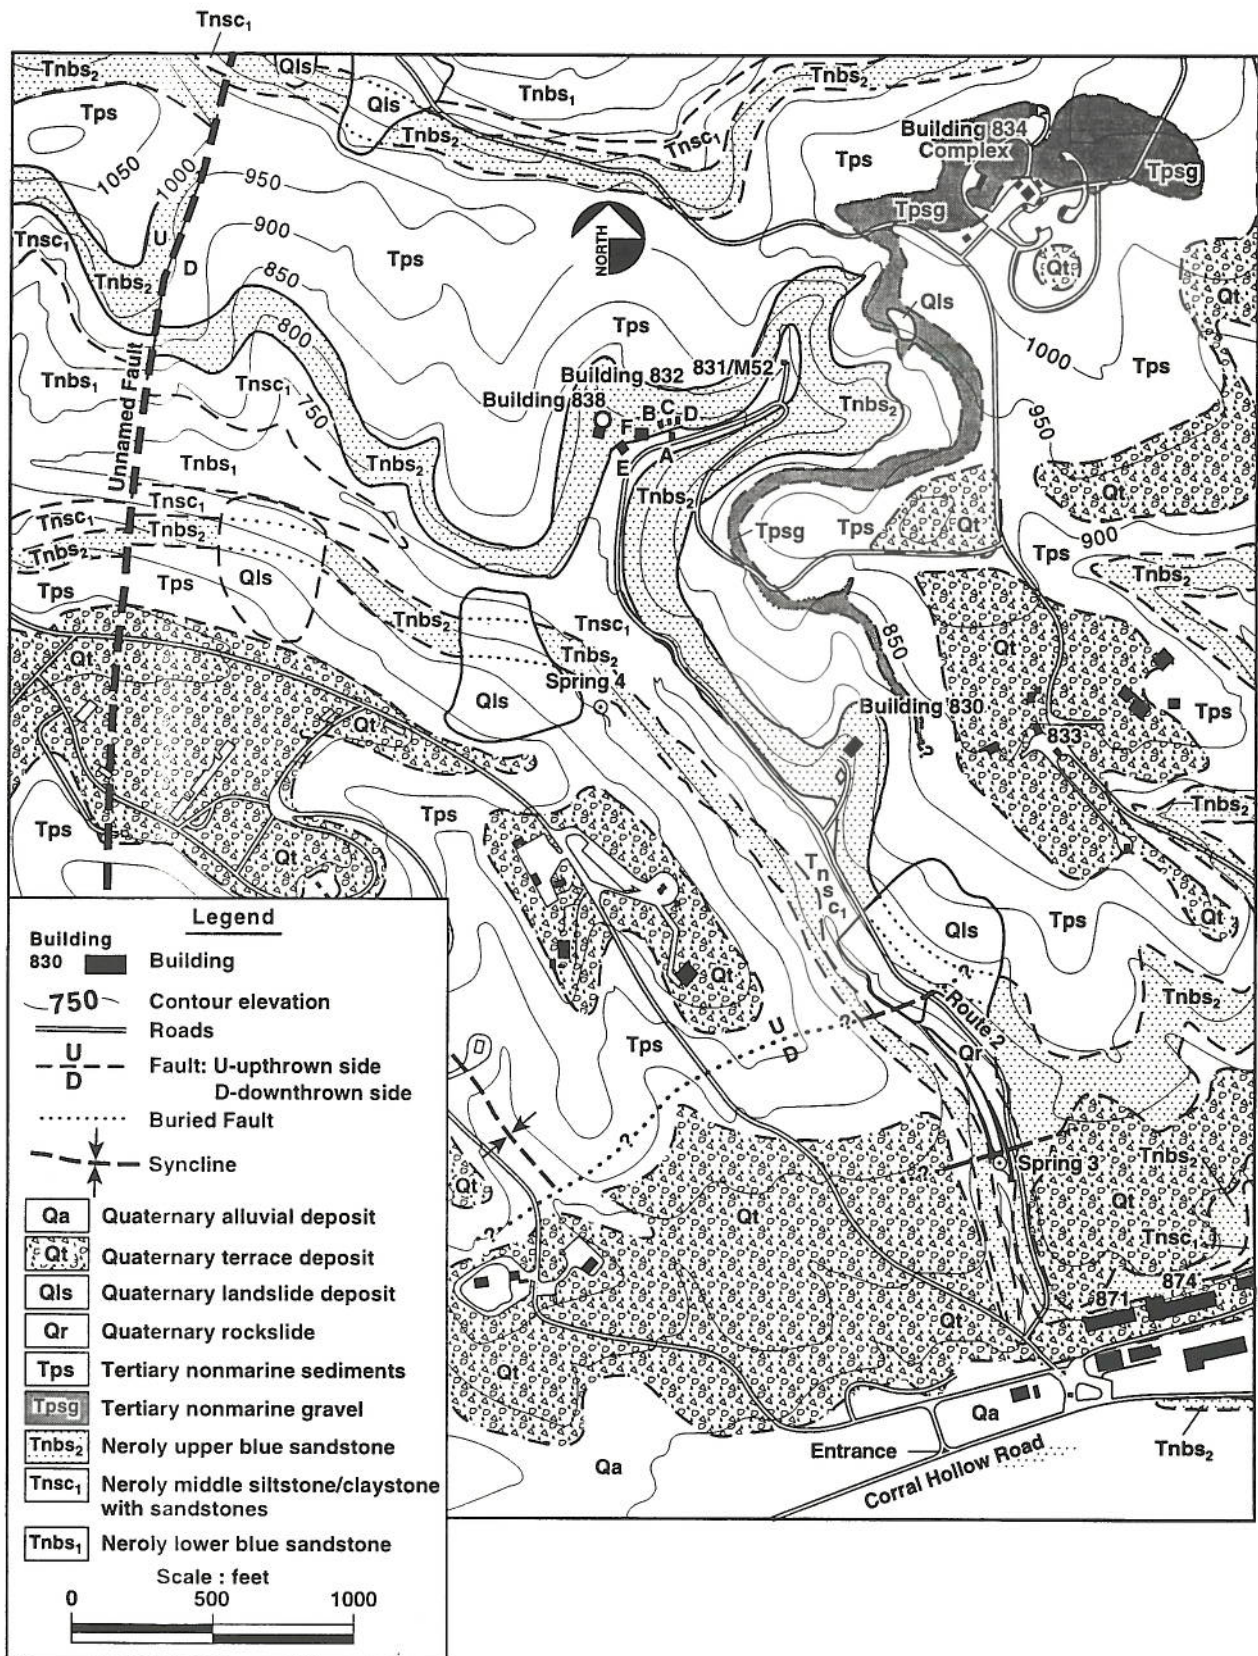 Tnsc₁
Tnbs₂
Qls
Tnbs₂
Qls
Tnbs₁
Tps
Tnbs₂
Tnsc₁
Building 834
Complex
Tps
Tpsg
1050
1000
950
Tpsg
900
NORTH
Tnsc₁
U
D
Tps
Tnbs₂
850
Qt
Qt
Qls
800
Tps
1000
Tps
Unnamed Fault
Tnbs₁
Tnsc₁
750
Building 832
831/M52
Building 838
B C D
F
E
A
Tnbs₂
950
Tnbs₂
Tnbs₁
Tnbs₂
Qt
Tnsc₁
Tnsc₁
Tnbs₂
Tnbs₂
Tpsg
Tps
Qt
900
Tps
Tps
Tps
Qls
Tnbs₂
Tnbs₂
Tnsc₁
Tnbs₂
850
Qt
Qt
Spring 4
Qls
Qt
Building 830
Tps
833
?
Tnbs₂
Tps
Tps
Qt
Tnsc₁
Qt
Qls
Tps
Qt
?
Tnbs₂
Route 2
?
U
D
Tps
Qr
?
Spring 3
?
Tnbs₂
Qt
Qt
Qt
?
Tnsc₁
874
871
Qt
Qt
Qa
Entrance
Qa
Corral Hollow Road
Tnbs₂
Legend
Building
830
Building
750
Contour elevation
Roads
U
D
Fault: U-upthrown side
D-downthrown side
Buried Fault
Syncline
Qa Quaternary alluvial deposit
Qt Quaternary terrace deposit
Qls Quaternary landslide deposit
Qr Quaternary rockslide
Tps Tertiary nonmarine sediments
Tpsg Tertiary nonmarine gravel
Tnbs₂ Neroly upper blue sandstone
Tnsc₁ Neroly middle siltstone/claystone
with sandstones
Tnbs₁ Neroly lower blue sandstone
Scale : feet
0 500 1000